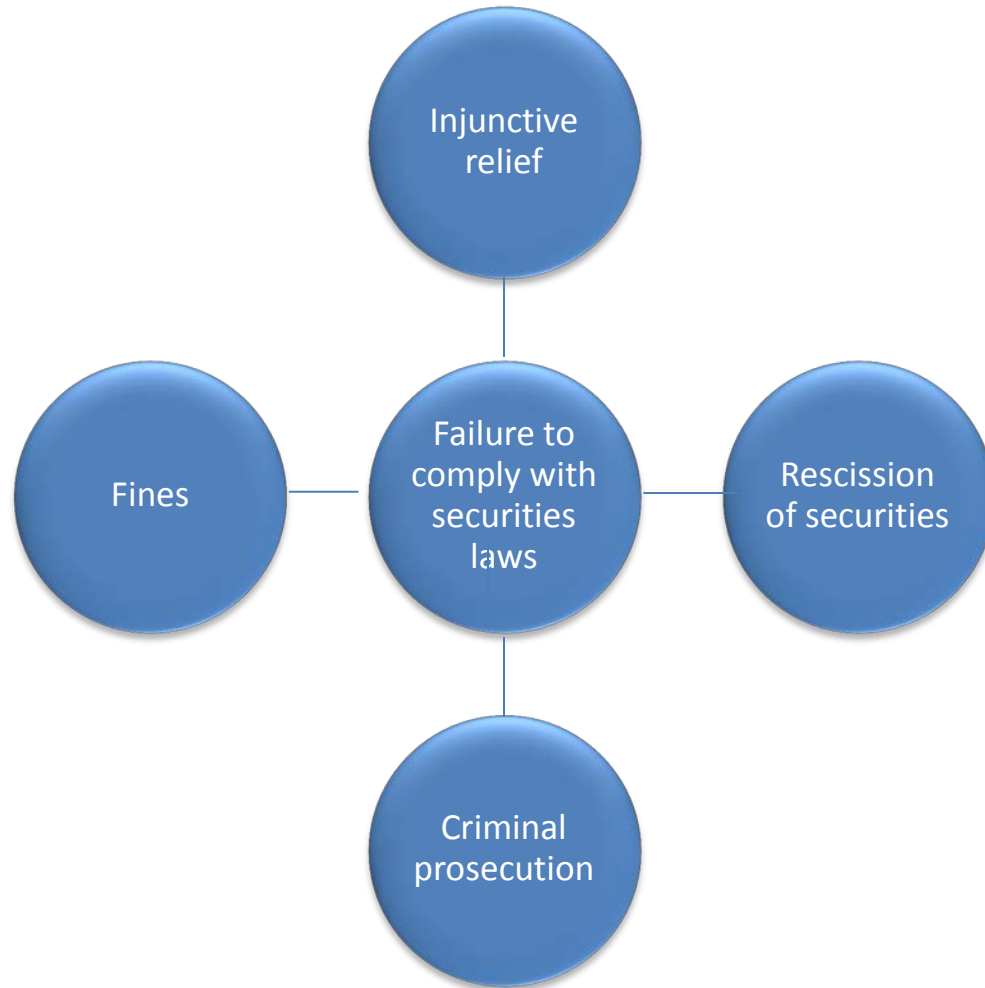 Injunctive
relief
Fines
Failure to
comply with
securities
laws
Rescission
of securities
Criminal
prosecution